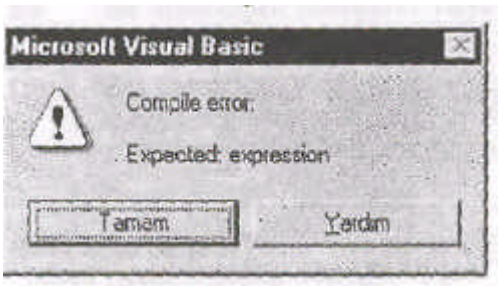 Microsoft Visual Basic
Compile error:
Expected: expression
Tamam Yardım